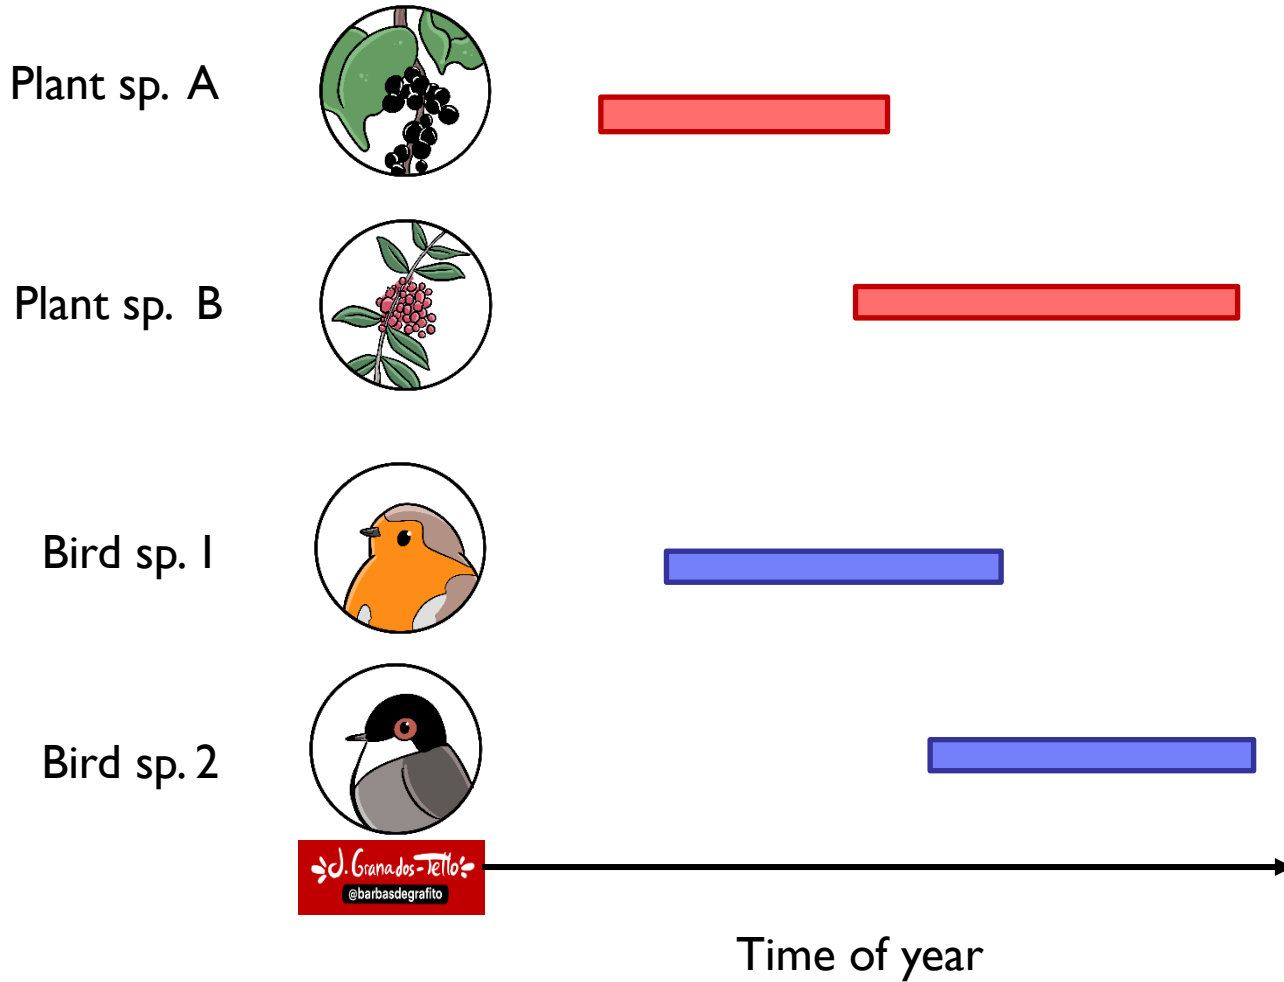 Plant sp. A
Plant sp. B
Bird sp. 1
Bird sp. 2
J. Granados-Tello
@barbasdegrafito
Time of year